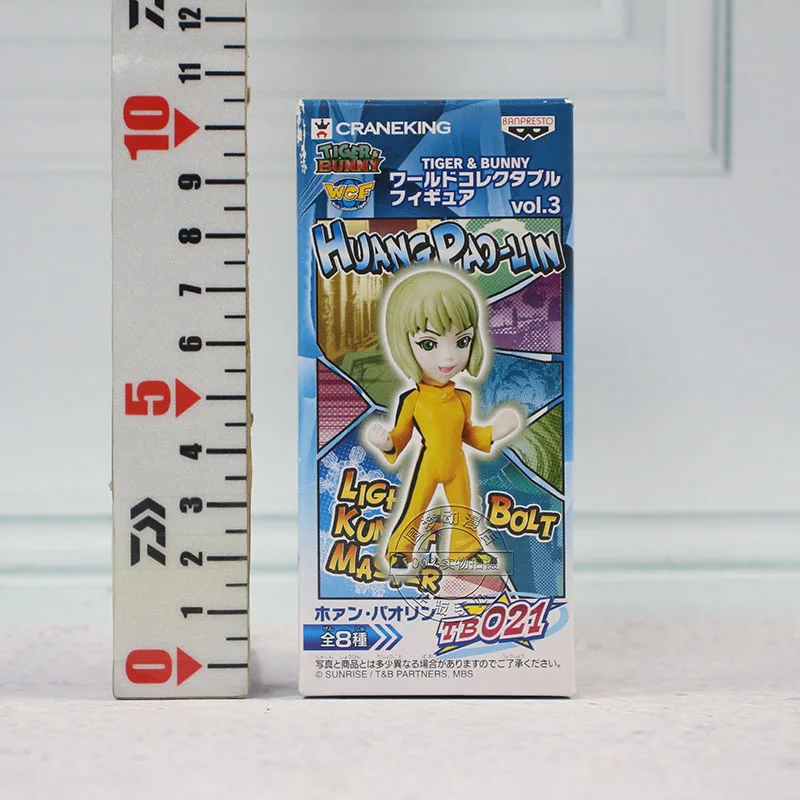 12
11
10
9
8
7
6
5
4
3
2
1
0
CRANEKING
BANPRESTO
TIGER &
BUNNY
TIGER & BUNNY
WCF
ワールドコレクタブル
フィギュア vol.3
HUANG PAO-LIN
BOLT
ホァン・パオリン
TB021
全8種
写真と商品とは多少異なる場合がありますのでご了承ください。
© SUNRISE / T&B PARTNERS, MBS